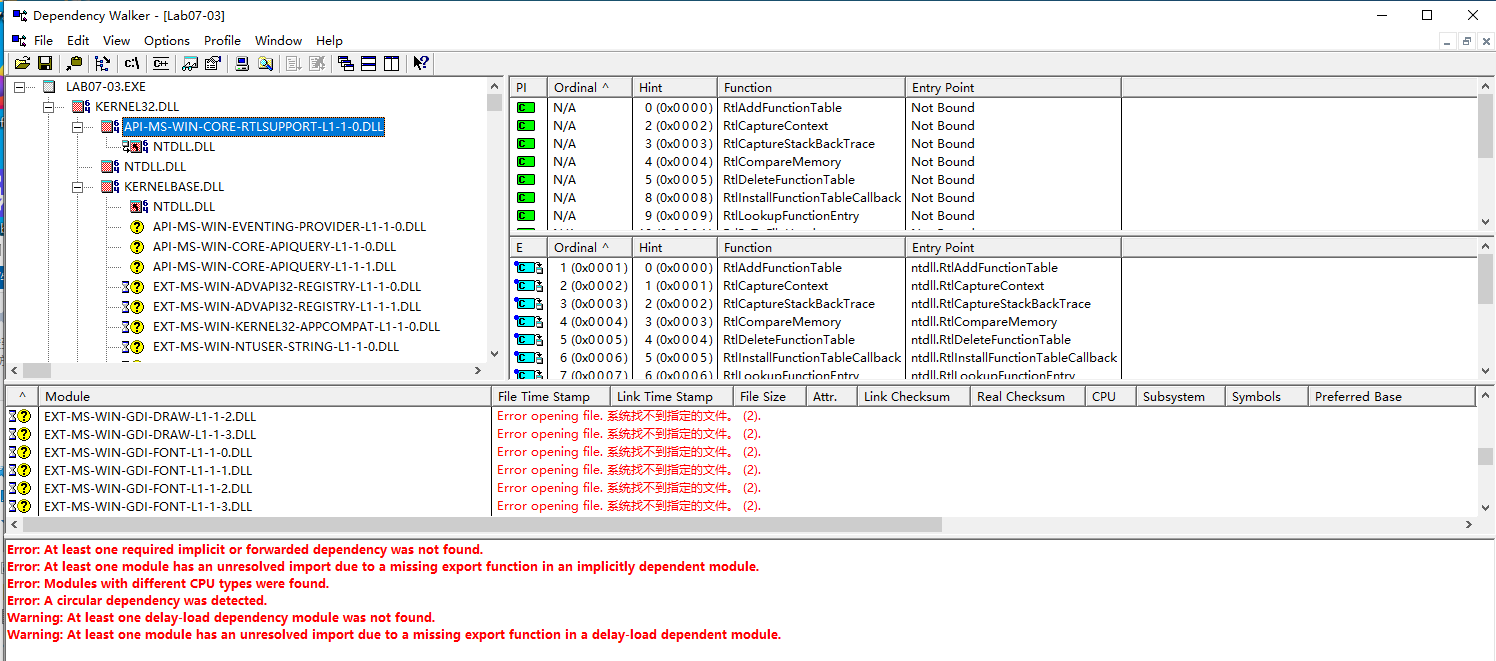 Dependency Walker - [Lab07-03]
File Edit View Options Profile Window Help
c:\ C++
LAB07-03.EXE
KERNEL32.DLL
API-MS-WIN-CORE-RTLSUPPORT-L1-1-0.DLL
NTDLL.DLL
NTDLL.DLL
KERNELBASE.DLL
NTDLL.DLL
API-MS-WIN-EVENTING-PROVIDER-L1-1-0.DLL
API-MS-WIN-CORE-APIQUERY-L1-1-0.DLL
API-MS-WIN-CORE-APIQUERY-L1-1-1.DLL
EXT-MS-WIN-ADVAPI32-REGISTRY-L1-1-0.DLL
EXT-MS-WIN-ADVAPI32-REGISTRY-L1-1-1.DLL
EXT-MS-WIN-KERNEL32-APPCOMPAT-L1-1-0.DLL
EXT-MS-WIN-NTUSER-STRING-L1-1-0.DLL
PI Ordinal ^ Hint Function Entry Point
C N/A 0 (0x0000) RtlAddFunctionTable Not Bound
C N/A 2 (0x0002) RtlCaptureContext Not Bound
C N/A 3 (0x0003) RtlCaptureStackBackTrace Not Bound
C N/A 4 (0x0004) RtlCompareMemory Not Bound
C N/A 5 (0x0005) RtlDeleteFunctionTable Not Bound
C N/A 8 (0x0008) RtlInstallFunctionTableCallback Not Bound
C N/A 9 (0x0009) RtlLookupFunctionEntry Not Bound
E Ordinal ^ Hint Function Entry Point
C 1 (0x0001) 0 (0x0000) RtlAddFunctionTable ntdll.RtlAddFunctionTable
C 2 (0x0002) 1 (0x0001) RtlCaptureContext ntdll.RtlCaptureContext
C 3 (0x0003) 2 (0x0002) RtlCaptureStackBackTrace ntdll.RtlCaptureStackBackTrace
C 4 (0x0004) 3 (0x0003) RtlCompareMemory ntdll.RtlCompareMemory
C 5 (0x0005) 4 (0x0004) RtlDeleteFunctionTable ntdll.RtlDeleteFunctionTable
C 6 (0x0006) 5 (0x0005) RtlInstallFunctionTableCallback ntdll.RtlInstallFunctionTableCallback
C 7 (0x0007) 6 (0x0006) RtlLookupFunctionEntry ntdll.RtlLookupFunctionEntry
^ Module File Time Stamp Link Time Stamp File Size Attr. Link Checksum Real Checksum CPU Subsystem Symbols Preferred Base
EXT-MS-WIN-GDI-DRAW-L1-1-2.DLL Error opening file. 系统找不到指定的文件。 (2).
EXT-MS-WIN-GDI-DRAW-L1-1-3.DLL Error opening file. 系统找不到指定的文件。 (2).
EXT-MS-WIN-GDI-FONT-L1-1-0.DLL Error opening file. 系统找不到指定的文件。 (2).
EXT-MS-WIN-GDI-FONT-L1-1-1.DLL Error opening file. 系统找不到指定的文件。 (2).
EXT-MS-WIN-GDI-FONT-L1-1-2.DLL Error opening file. 系统找不到指定的文件。 (2).
EXT-MS-WIN-GDI-FONT-L1-1-3.DLL Error opening file. 系统找不到指定的文件。 (2).
Error: At least one required implicit or forwarded dependency was not found.
Error: At least one module has an unresolved import due to a missing export function in an implicitly dependent module.
Error: Modules with different CPU types were found.
Error: A circular dependency was detected.
Warning: At least one delay-load dependency module was not found.
Warning: At least one module has an unresolved import due to a missing export function in a delay-load dependent module.